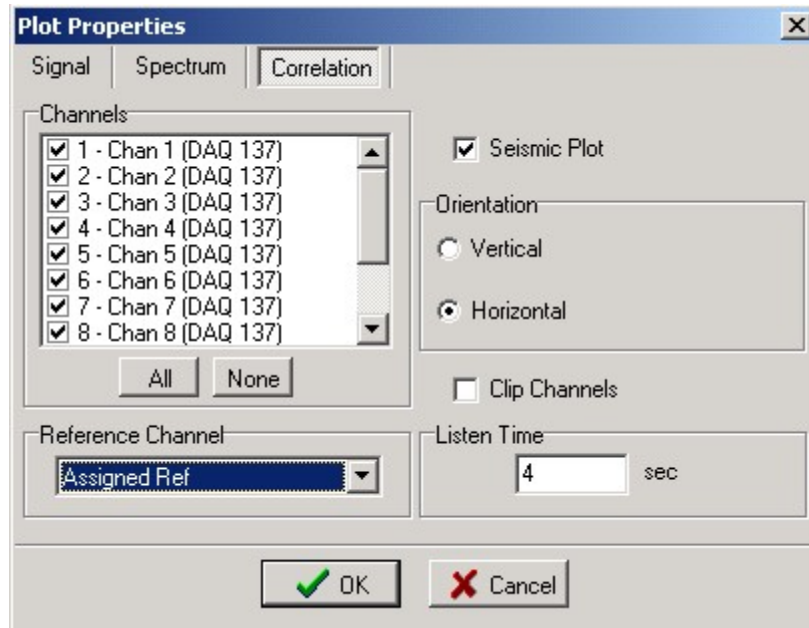 Plot Properties
Signal Spectrum Correlation
Channels
1 - Chan 1 (DAQ 137)
2 - Chan 2 (DAQ 137)
3 - Chan 3 (DAQ 137)
4 - Chan 4 (DAQ 137)
5 - Chan 5 (DAQ 137)
6 - Chan 6 (DAQ 137)
7 - Chan 7 (DAQ 137)
8 - Chan 8 (DAQ 137)
All None
Seismic Plot
Orientation
Vertical
Horizontal
Clip Channels
Reference Channel
Assigned Ref
Listen Time
4 sec
OK Cancel